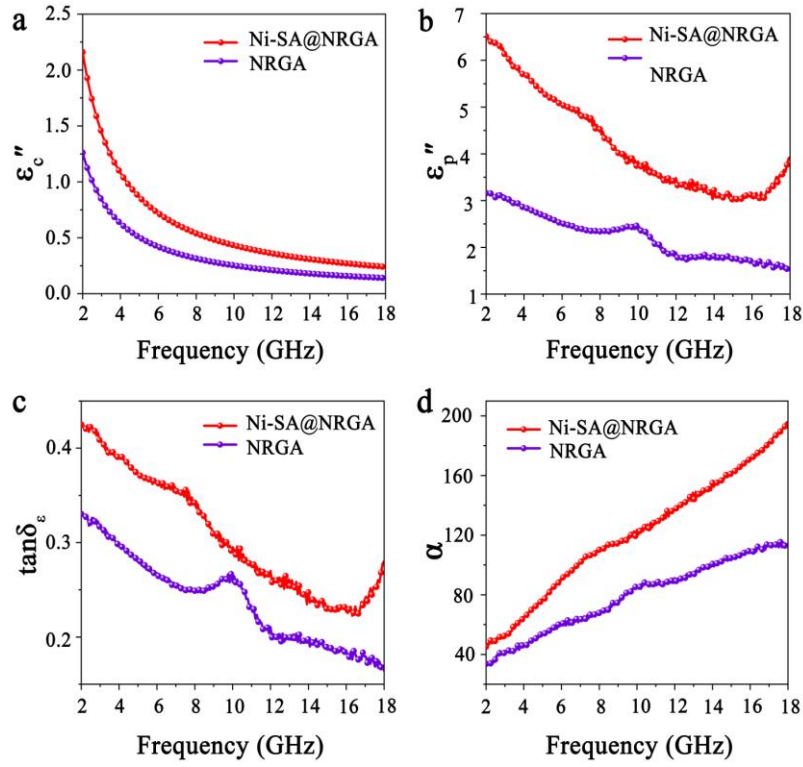 a
Ni-SA@NRGA
NRGA
2.5
2.0
1.5
1.0
0.5
0.0
εc″
2 4 6 8 10 12 14 16 18
Frequency (GHz)
b
Ni-SA@NRGA
NRGA
7
6
5
4
3
2
1
εp″
2 4 6 8 10 12 14 16 18
Frequency (GHz)
c
Ni-SA@NRGA
NRGA
0.4
0.3
0.2
tanδε
2 4 6 8 10 12 14 16 18
Frequency (GHz)
d
Ni-SA@NRGA
NRGA
200
160
120
80
40
α
2 4 6 8 10 12 14 16 18
Frequency (GHz)